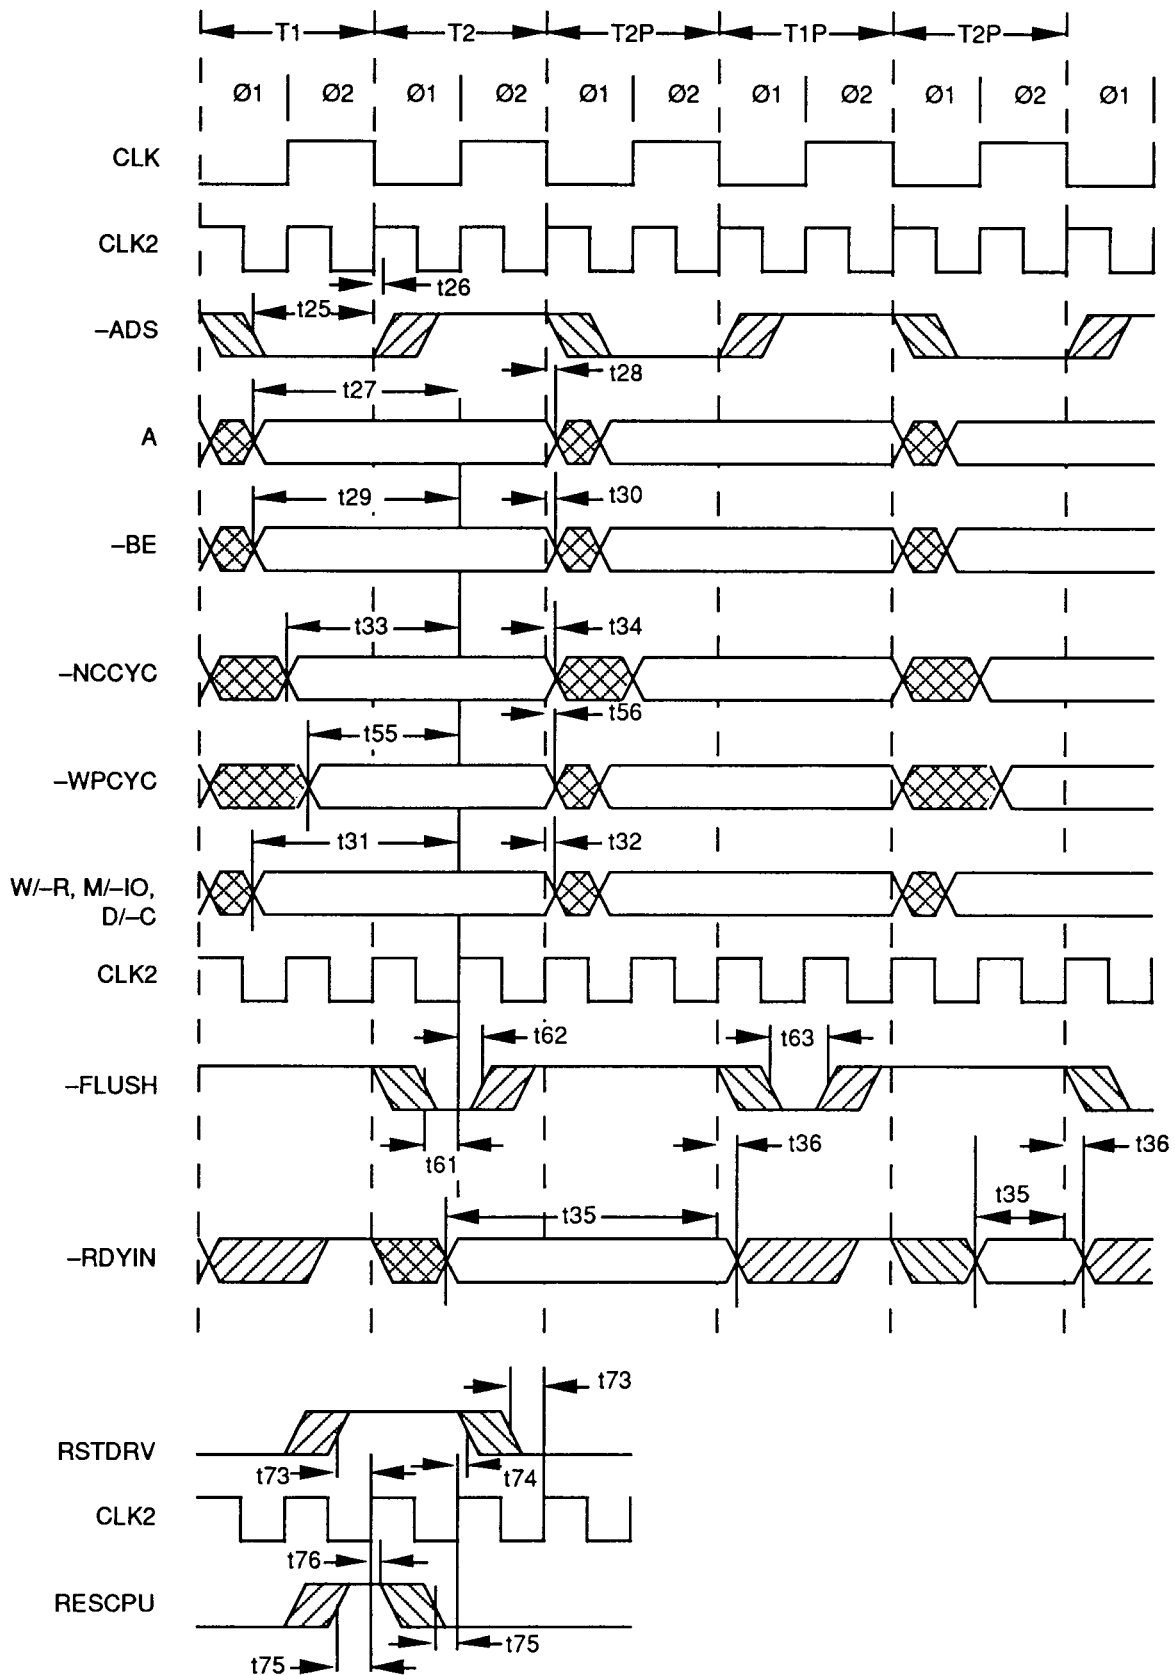 T1 T2 T2P T1P T2P
Ø1 Ø2 Ø1 Ø2 Ø1 Ø2 Ø1 Ø2 Ø1 Ø2 Ø1
CLK
CLK2
t26
t25
–ADS
t28
t27
A
t29 t30
–BE
t33 t34
–NCCYC
t56
t55
–WPCYC
t31 t32
W/–R, M/–IO,
D/–C
CLK2
t62 t63
–FLUSH
t36 t36
t61
t35 t35
–RDYIN
t73
RSTDRV
t73 t74
CLK2
t76
RESCPU
t75
t75